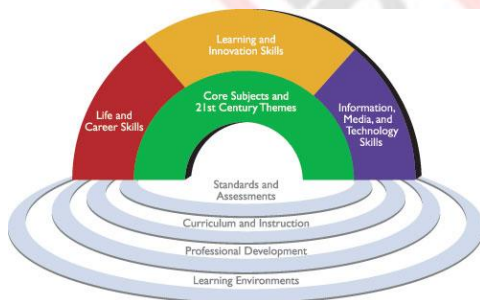 Learning and
Innovation Skills
Core Subjects and
21st Century Themes
Life and
Career Skills
Information,
Media, and
Technology
Skills
Standards and
Assessments
Curriculum and Instruction
Professional Development
Learning Environments